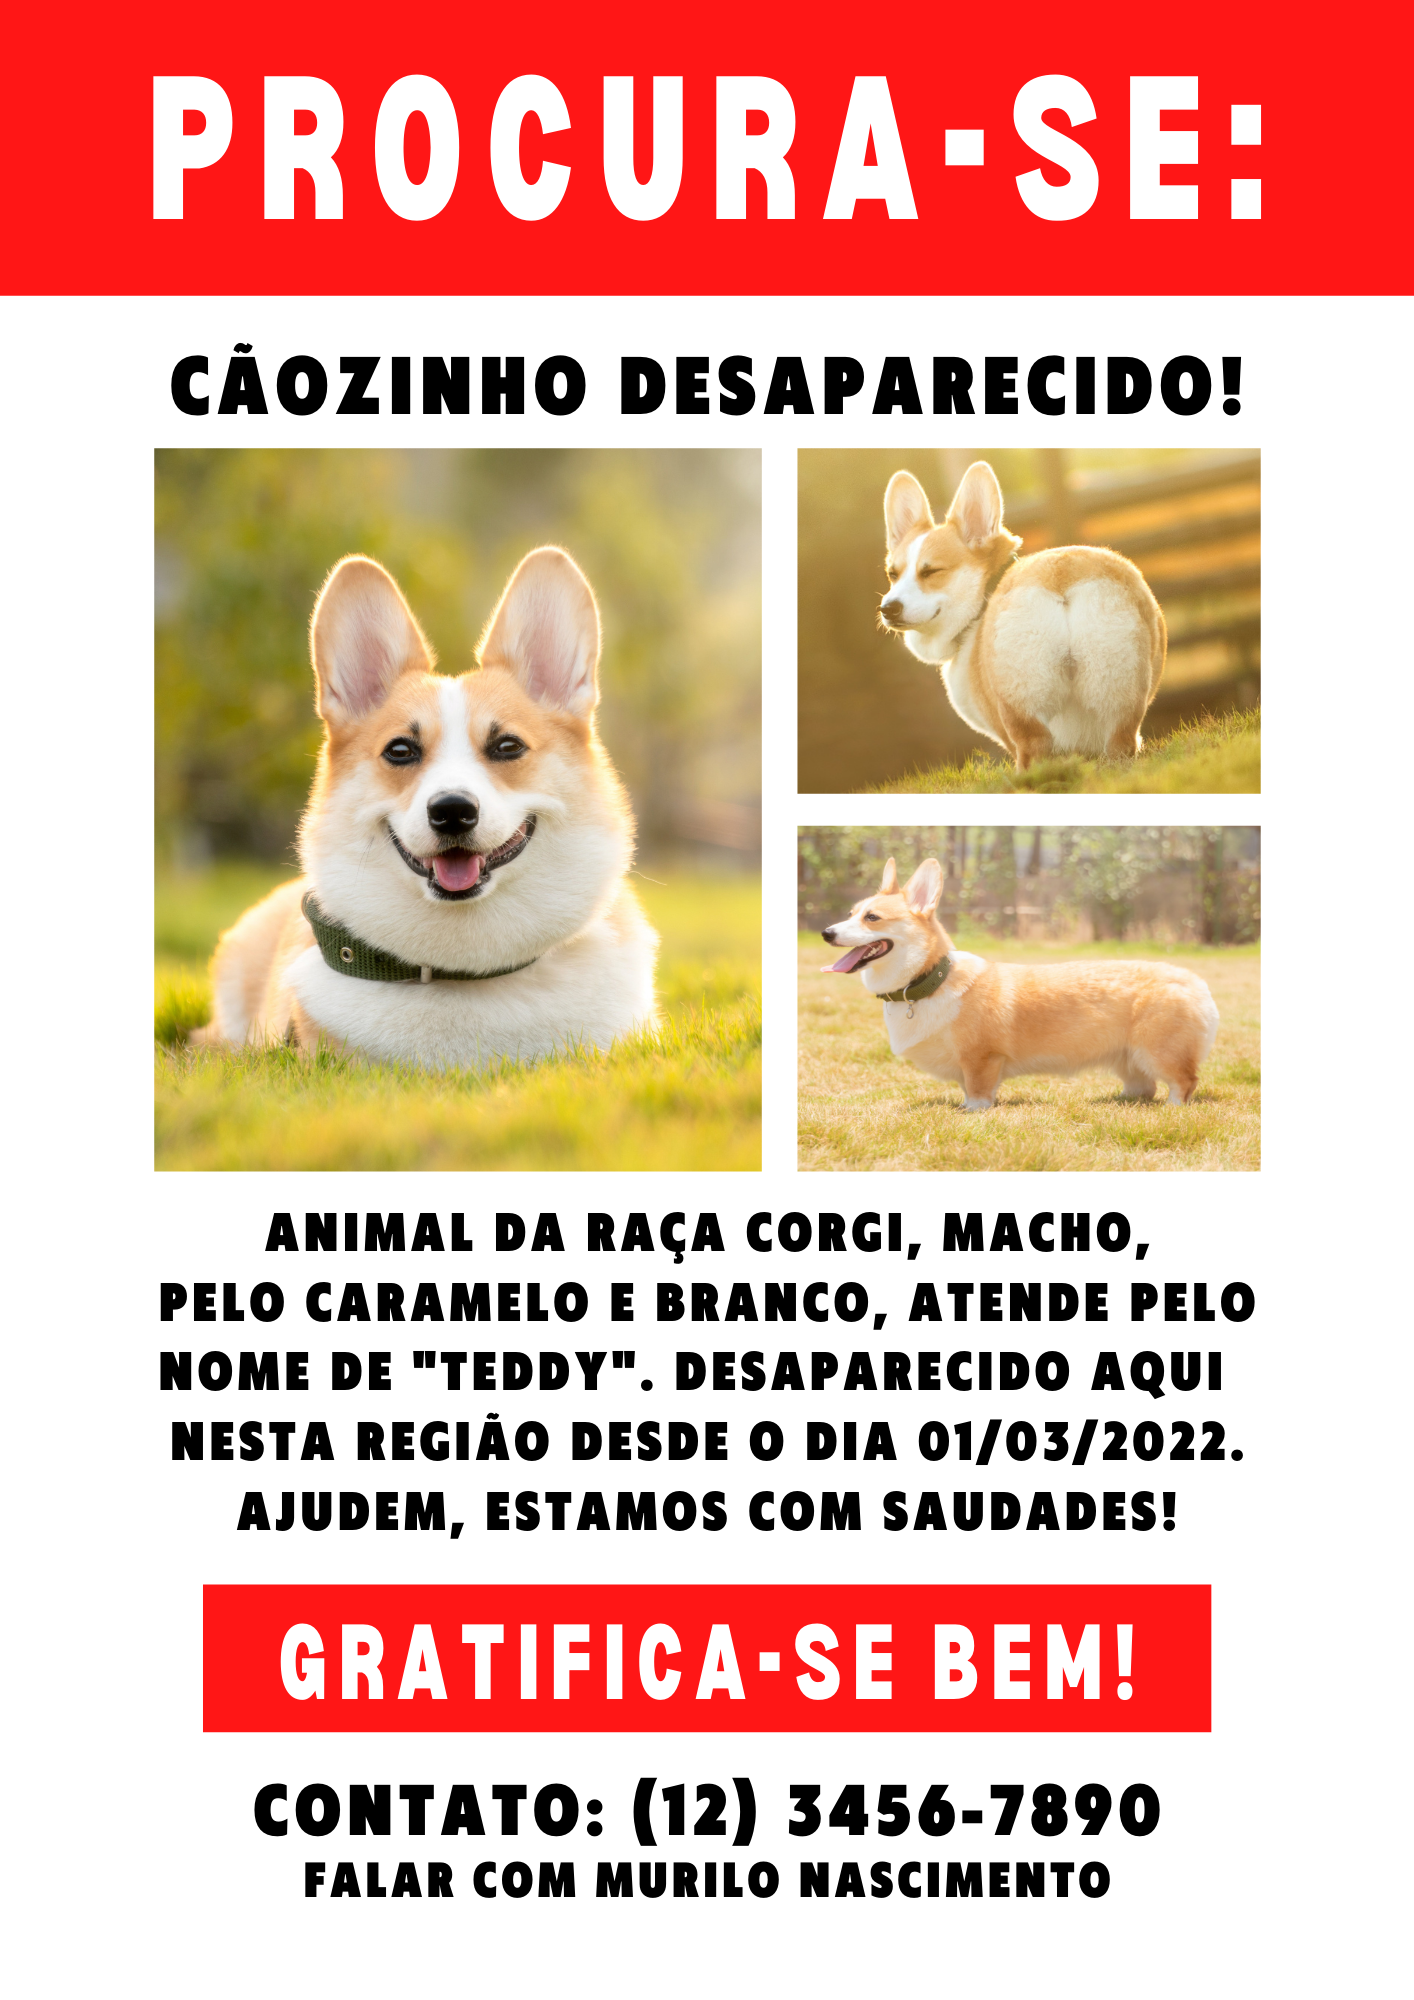 PROCURA-SE:
CÃOZINHO DESAPARECIDO!
ANIMAL DA RAÇA CORGI, MACHO,
PELO CARAMELO E BRANCO, ATENDE PELO
NOME DE "TEDDY". DESAPARECIDO AQUI
NESTA REGIÃO DESDE O DIA 01/03/2022.
AJUDEM, ESTAMOS COM SAUDADES!
GRATIFICA-SE BEM!
CONTATO: (12) 3456-7890
FALAR COM MURILO NASCIMENTO